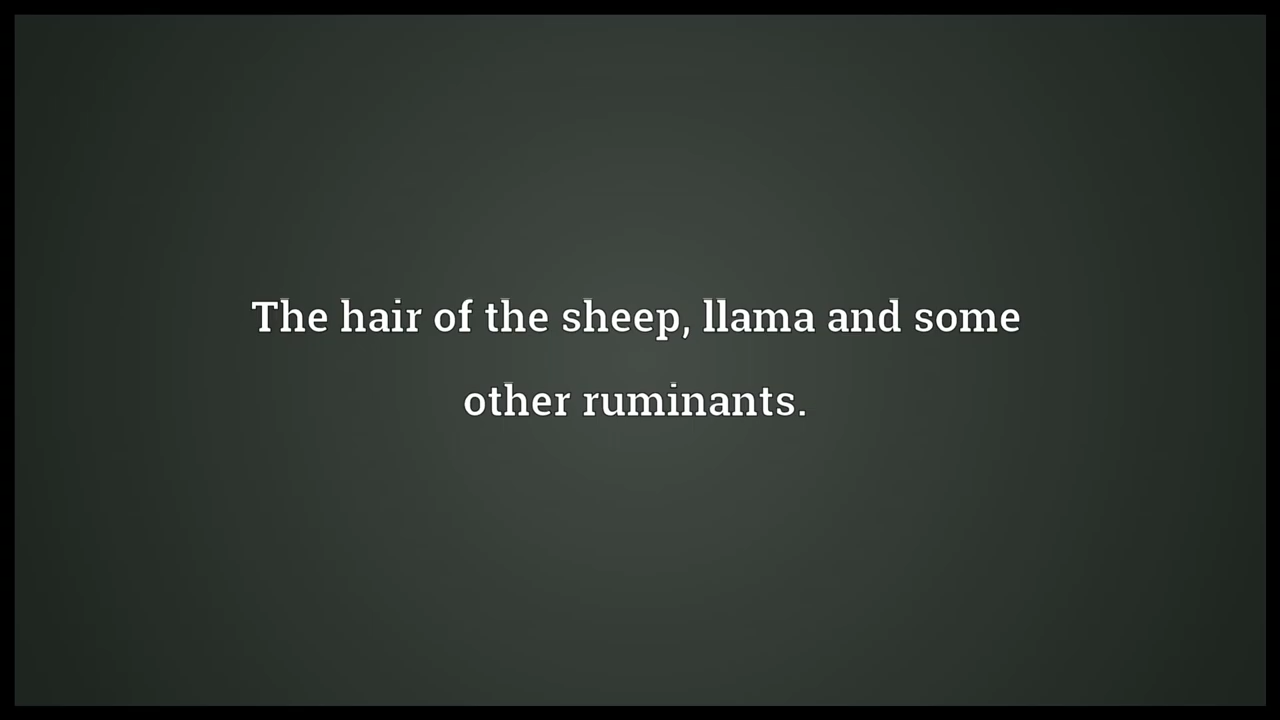 The hair of the sheep, llama and some
other ruminants.